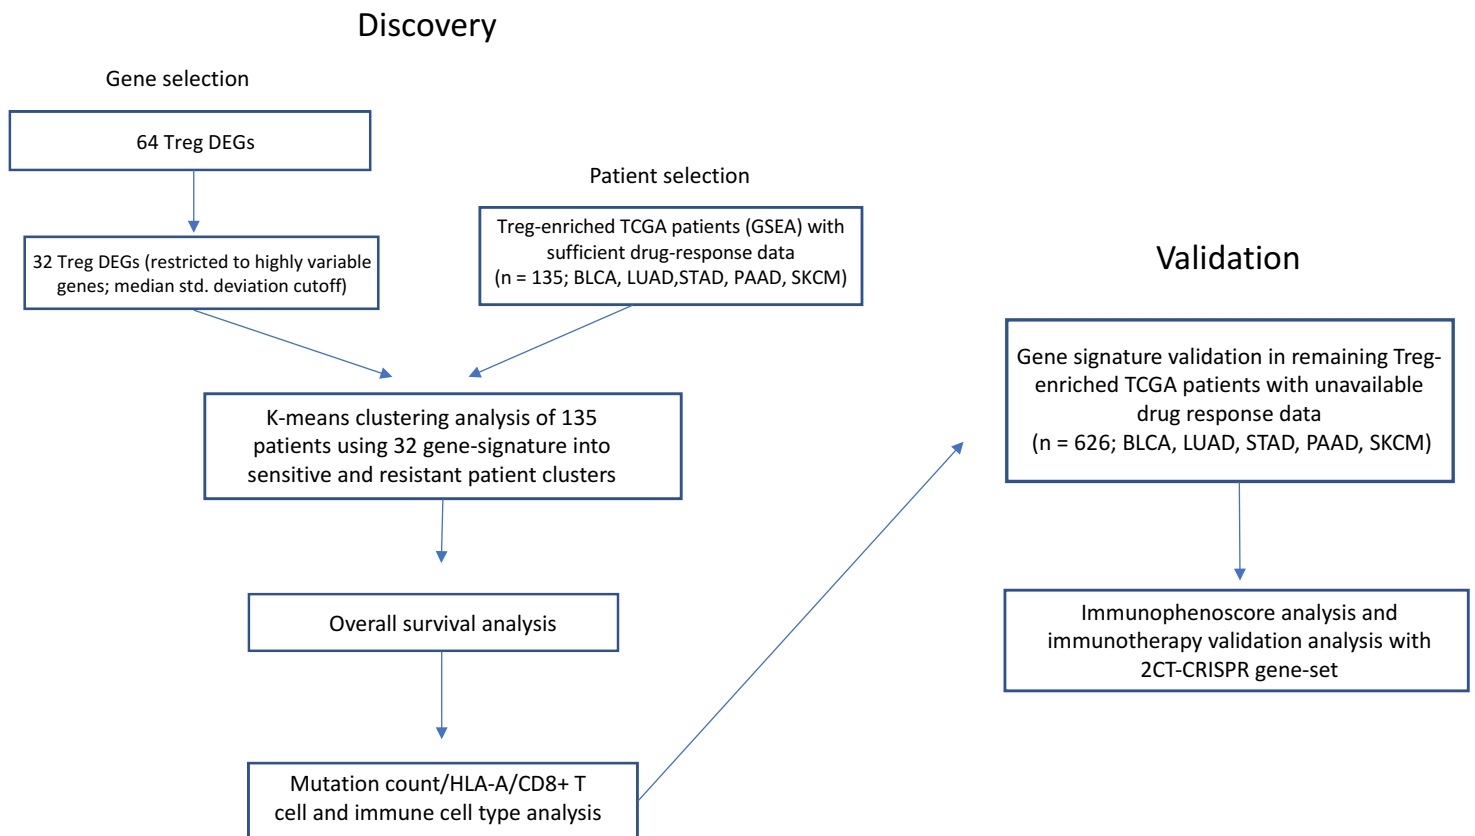 Discovery
Gene selection
64 Treg DEGs
32 Treg DEGs (restricted to highly variable
genes; median std. deviation cutoff)
Patient selection
Treg-enriched TCGA patients (GSEA) with
sufficient drug-response data
(n = 135; BLCA, LUAD,STAD, PAAD, SKCM)
K-means clustering analysis of 135
patients using 32 gene-signature into
sensitive and resistant patient clusters
Overall survival analysis
Mutation count/HLA-A/CD8+ T
cell and immune cell type analysis
Validation
Gene signature validation in remaining Treg-
enriched TCGA patients with unavailable
drug response data
(n = 626; BLCA, LUAD, STAD, PAAD, SKCM)
Immunophenoscore analysis and
immunotherapy validation analysis with
2CT-CRISPR gene-set